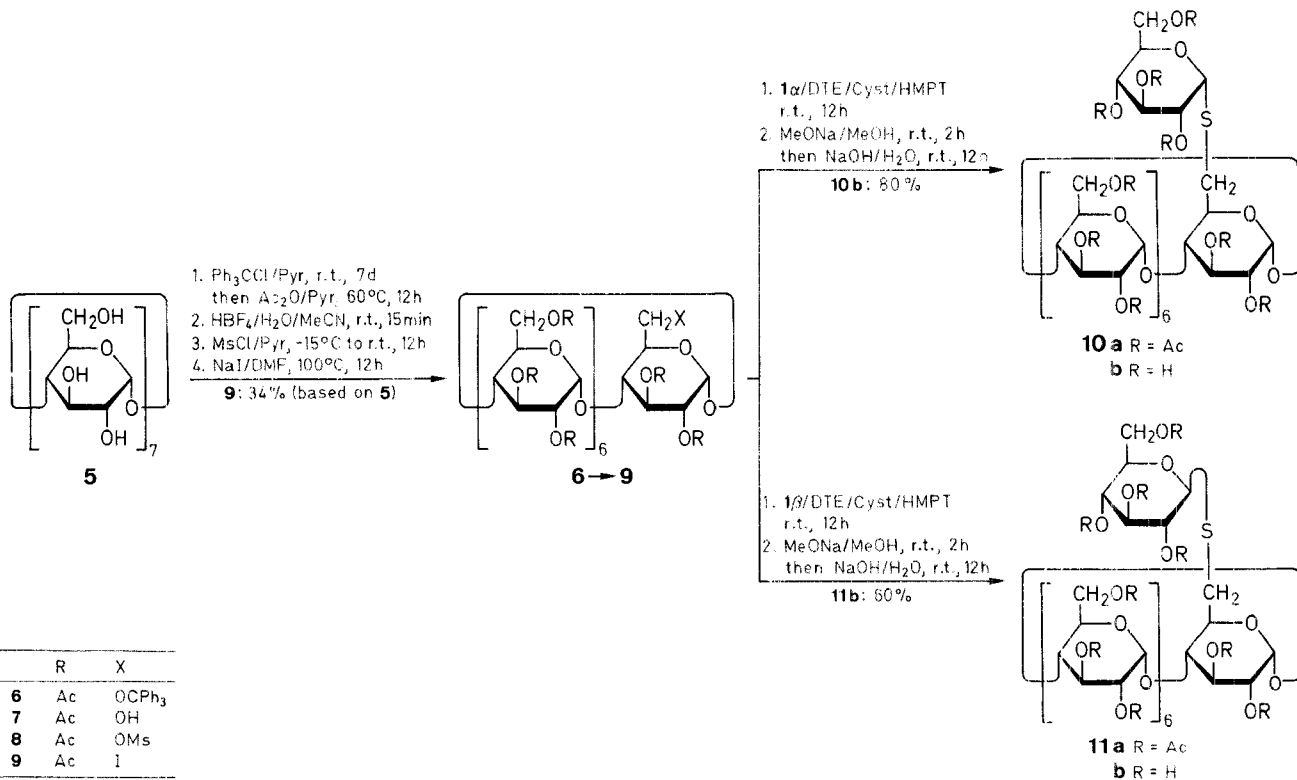 CH₂OH
O
OH
OH
7
5
1. Ph₃CCl/Pyr, r.t., 7d
then Ac₂O/Pyr, 60°C, 12h
2. HBF₄/H₂O/MeCN, r.t., 15min
3. MsCl/Pyr, -15°C to r.t., 12h
4. NaI/DMF, 100°C, 12h
9: 34% (based on 5)
CH₂OR
O
OR
OR
O
6
CH₂X
O
OR
OR
O
6 → 9
1. 1α/DTE/Cyst/HMPT
r.t., 12h
2. MeONa/MeOH, r.t., 2h
then NaOH/H₂O, r.t., 12h
10b: 80%
CH₂OR
O
OR
RO
RO
S
CH₂OR
O
OR
OR
O
6
CH₂
O
OR
OR
O
10a R = Ac
b R = H
1. 1β/DTE/Cyst/HMPT
r.t., 12h
2. MeONa/MeOH, r.t., 2h
then NaOH/H₂O, r.t., 12h
11b: 60%
CH₂OR
O
OR
RO
OR
S
CH₂OR
O
OR
OR
O
6
CH₂
O
OR
OR
O
11a R = Ac
b R = H
R X
6 Ac OCPh₃
7 Ac OH
8 Ac OMs
9 Ac I